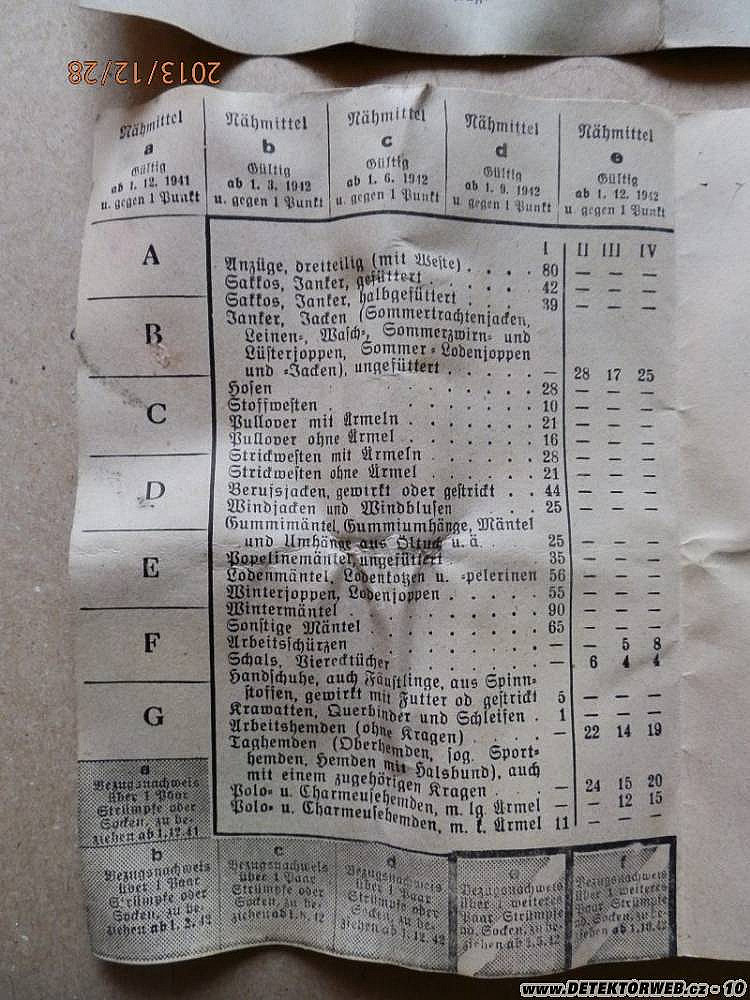 2013/12/28
Nähmittel
a
Gültig
ab 1. 12. 1941
u. gegen 1 Punkt
Nähmittel
b
Gültig
ab 1. 3. 1942
u. gegen 1 Punkt
Nähmittel
c
Gültig
ab 1. 6. 1942
u. gegen 1 Punkt
Nähmittel
d
Gültig
ab 1. 9. 1942
u. gegen 1 Punkt
Nähmittel
e
Gültig
ab 1. 12. 1942
u. gegen 1 Punkt
A
B
C
D
E
F
G
I II III IV
Anzüge, dreiteilig (mit Weste) . . . . 80 — — —
Sakkos, Janker, gefüttert . . . . . 42 — — —
Sakkos, Janker, halbgefüttert . . . . 39 — — —
Janker, Jacken (Sommertrachtenjacken,
Leinen-, Wasch-, Sommerzwirn- und
Lüsterjoppen, Sommer-Lodenjoppen
und -Jacken), ungefüttert . . . . . — 28 17 25
Hosen . . . . . . . . 28 — — —
Stoffwesten . . . . . . . . 10 — — —
Pullover mit Ärmeln . . . . . . 21 — — —
Pullover ohne Ärmel . . . . . . 16 — — —
Strickwesten mit Ärmeln . . . . . 28 — — —
Strickwesten ohne Ärmel . . . . . 21 — — —
Berufsjacken, gewirkt oder gestrickt . . 44 — — —
Windjacken und Windblusen . . . . 25 — — —
Gummimäntel, Gummiumhänge, Mäntel
und Umhänge aus Öltuch u. ä. . . . 25 — — —
Popelinemäntel, ungefüttert . . . . 35 — — —
Lodenmäntel, Lodenkotzen u. -pelerinen 56 — — —
Winterjoppen, Lodenjoppen . . . . . 55 — — —
Wintermäntel . . . . . . . . 90 — — —
Sonstige Mäntel . . . . . . . 65 — — —
Arbeitsschürzen . . . . . . . — — 5 8
Schals, Vierecktücher . . . . . . — 6 4 4
Handschuhe, auch Fäustlinge, aus Spinn-
stoffen, gewirkt mit Futter od gestrickt 5 — — —
Krawatten, Querbinder und Schleifen . 1 — — —
Arbeitshemden (ohne Kragen) . . . . — 22 14 19
Taghemden (Oberhemden, sog. Sport-
hemden, Hemden mit Halsbund), auch
mit einem zugehörigen Kragen . . . — 24 15 20
Polo- u. Charmeusehemden, m. lg Ärmel — — 12 15
Polo- u. Charmeusehemden, m. k. Ärmel 11 — — —
a
Bezugsnachweis
über 1 Paar
Strümpfe oder
Socken, zu be-
ziehen ab 1.12.41
b
Bezugsnachweis
über 1 Paar
Strümpfe oder
Socken, zu be-
ziehen ab 1. 2. 42
c
Bezugsnachweis
über 1 Paar
Strümpfe oder
Socken, zu be-
ziehen ab 1. 8. 42
d
Bezugsnachweis
über 1 Paar
Strümpfe oder
Socken, zu be-
ziehen ab 1. 12. 42
e
Bezugsnachweis
über 1 weiteres
Paar Strümpfe
od. Socken, zu be-
ziehen ab 1.5.42
f
Bezugsnachweis
über 1 weiteres
Paar Strümpfe
od. Socken, zu be-
ziehen ab 1.10.42
www.DETEKTORWEB.cz - 10